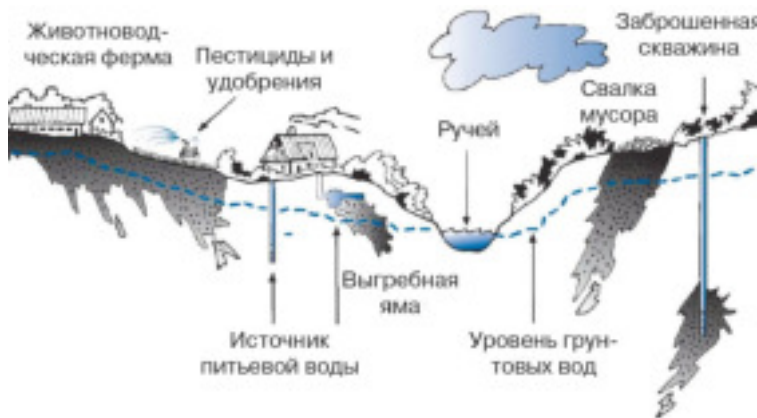 Животновод-
ческая ферма
Пестициды и
удобрения
Ручей
Свалка
мусора
Заброшенная
скважина
Выгребная
яма
Источник
питьевой воды
Уровень грун-
товых вод